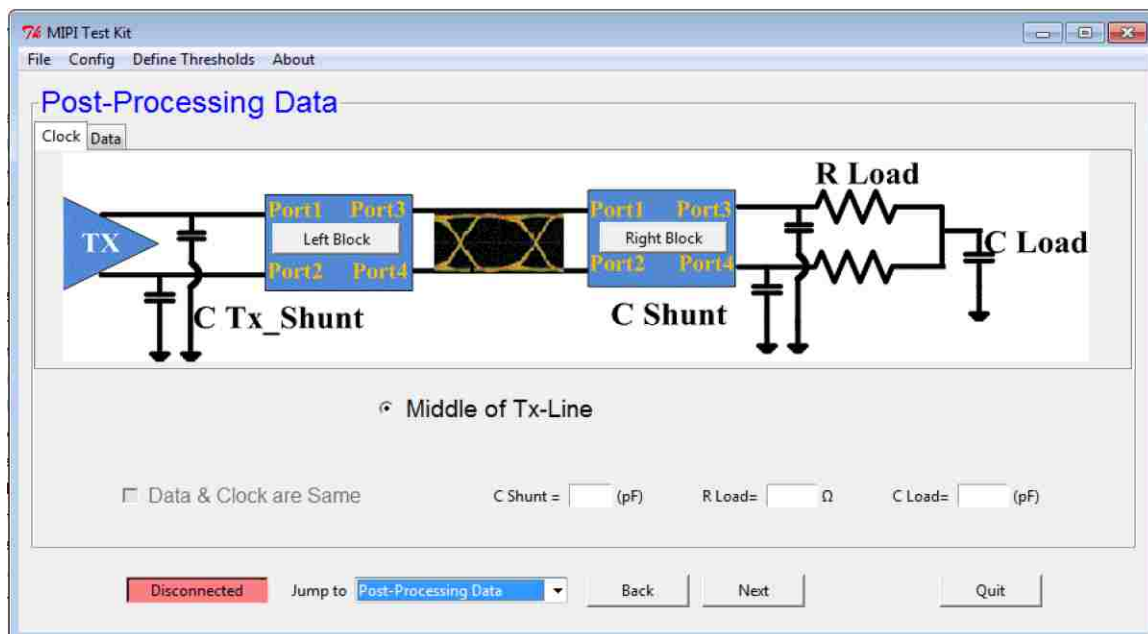 MIPI Test Kit
File Config Define Thresholds About
Post-Processing Data
Clock Data
R Load
Port1 Port3 Port1 Port3
TX Left Block Right Block C Load
Port2 Port4 Port2 Port4
C Tx_Shunt C Shunt
Middle of Tx-Line
Data & Clock are Same C Shunt = (pF) R Load= Ω C Load= (pF)
Disconnected Jump to Post-Processing Data Back Next Quit